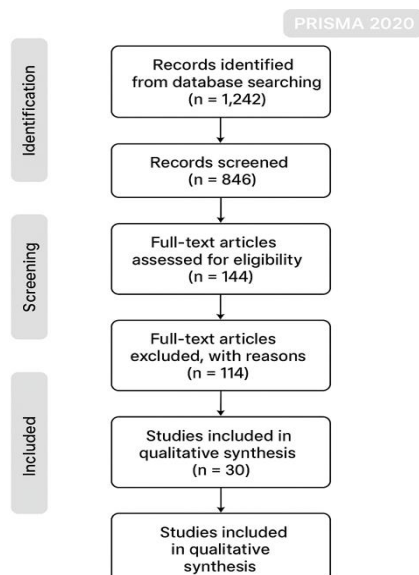 PRISMA 2020
Identification
Records identified
from database searching
(n = 1,242)
Records screened
(n = 846)
Screening
Full-text articles
assessed for eligibility
(n = 144)
Full-text articles
excluded, with reasons
(n = 114)
Included
Studies included in
qualitative synthesis
(n = 30)
Studies included
in qualitative
synthesis